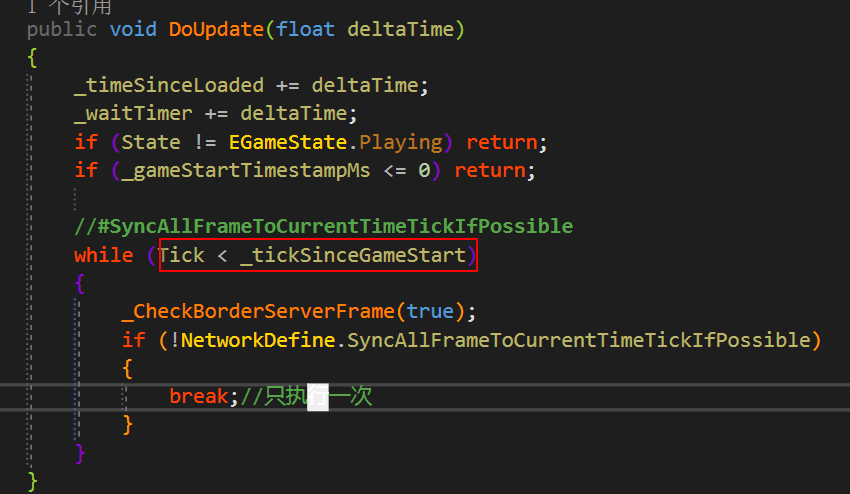 1 个引用
public void DoUpdate(float deltaTime)
{
_timeSinceLoaded += deltaTime;
_waitTimer += deltaTime;
if (State != EGameState.Playing) return;
if (_gameStartTimestampMs <= 0) return;
//#SyncAllFrameToCurrentTimeTickIfPossible
while (Tick < _tickSinceGameStart)
{
_CheckBorderServerFrame(true);
if (!NetworkDefine.SyncAllFrameToCurrentTimeTickIfPossible)
{
break;//只执行一次
}
}
}